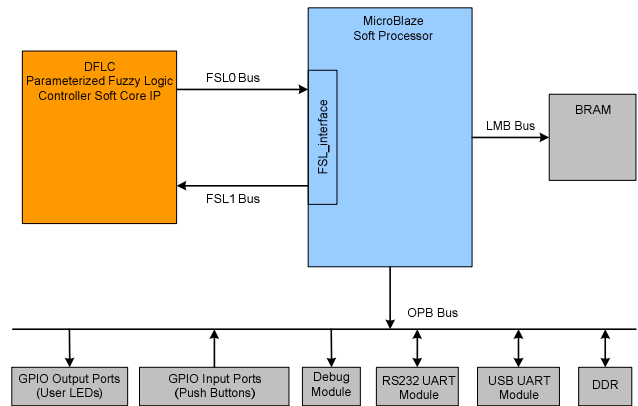 MicroBlaze
Soft Processor
DFLC
Parameterized Fuzzy Logic
Controller Soft Core IP
FSL0 Bus
FSL_interface
LMB Bus
BRAM
FSL1 Bus
OPB Bus
GPIO Output Ports
(User LEDs)
GPIO Input Ports
(Push Buttons)
Debug
Module
RS232 UART
Module
USB UART
Module
DDR